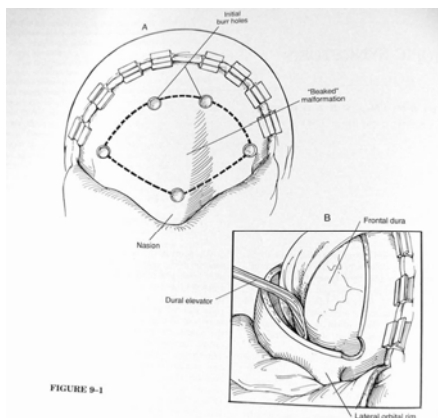 A
Initial
burr holes
"Beaked"
malformation
Nasion
B
Frontal dura
Dural elevator
FIGURE 9-1
Lateral orbital rim